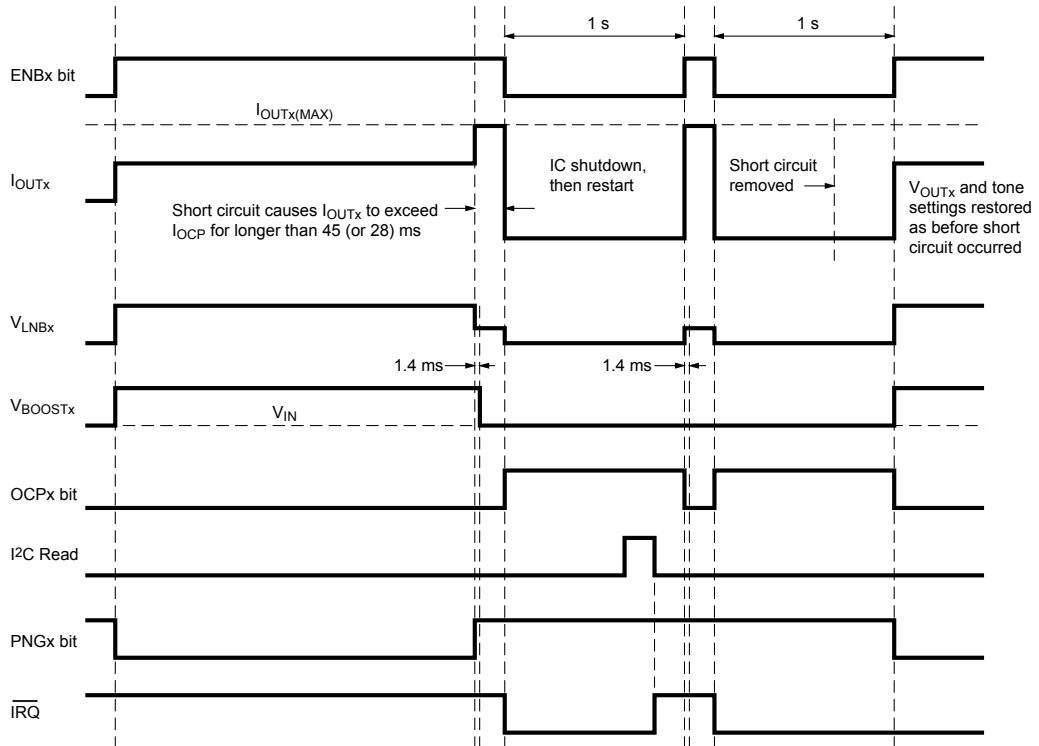 1 s
1 s
ENBx bit
IOUTx(MAX)
IOUTx
IC shutdown,
then restart
Short circuit
removed
Short circuit causes IOUTx to exceed
IOCP for longer than 45 (or 28) ms
VOUTx and tone
settings restored
as before short
circuit occurred
VLNBx
1.4 ms
1.4 ms
VBOOSTx
VIN
OCPx bit
I²C Read
PNGx bit
IRQ